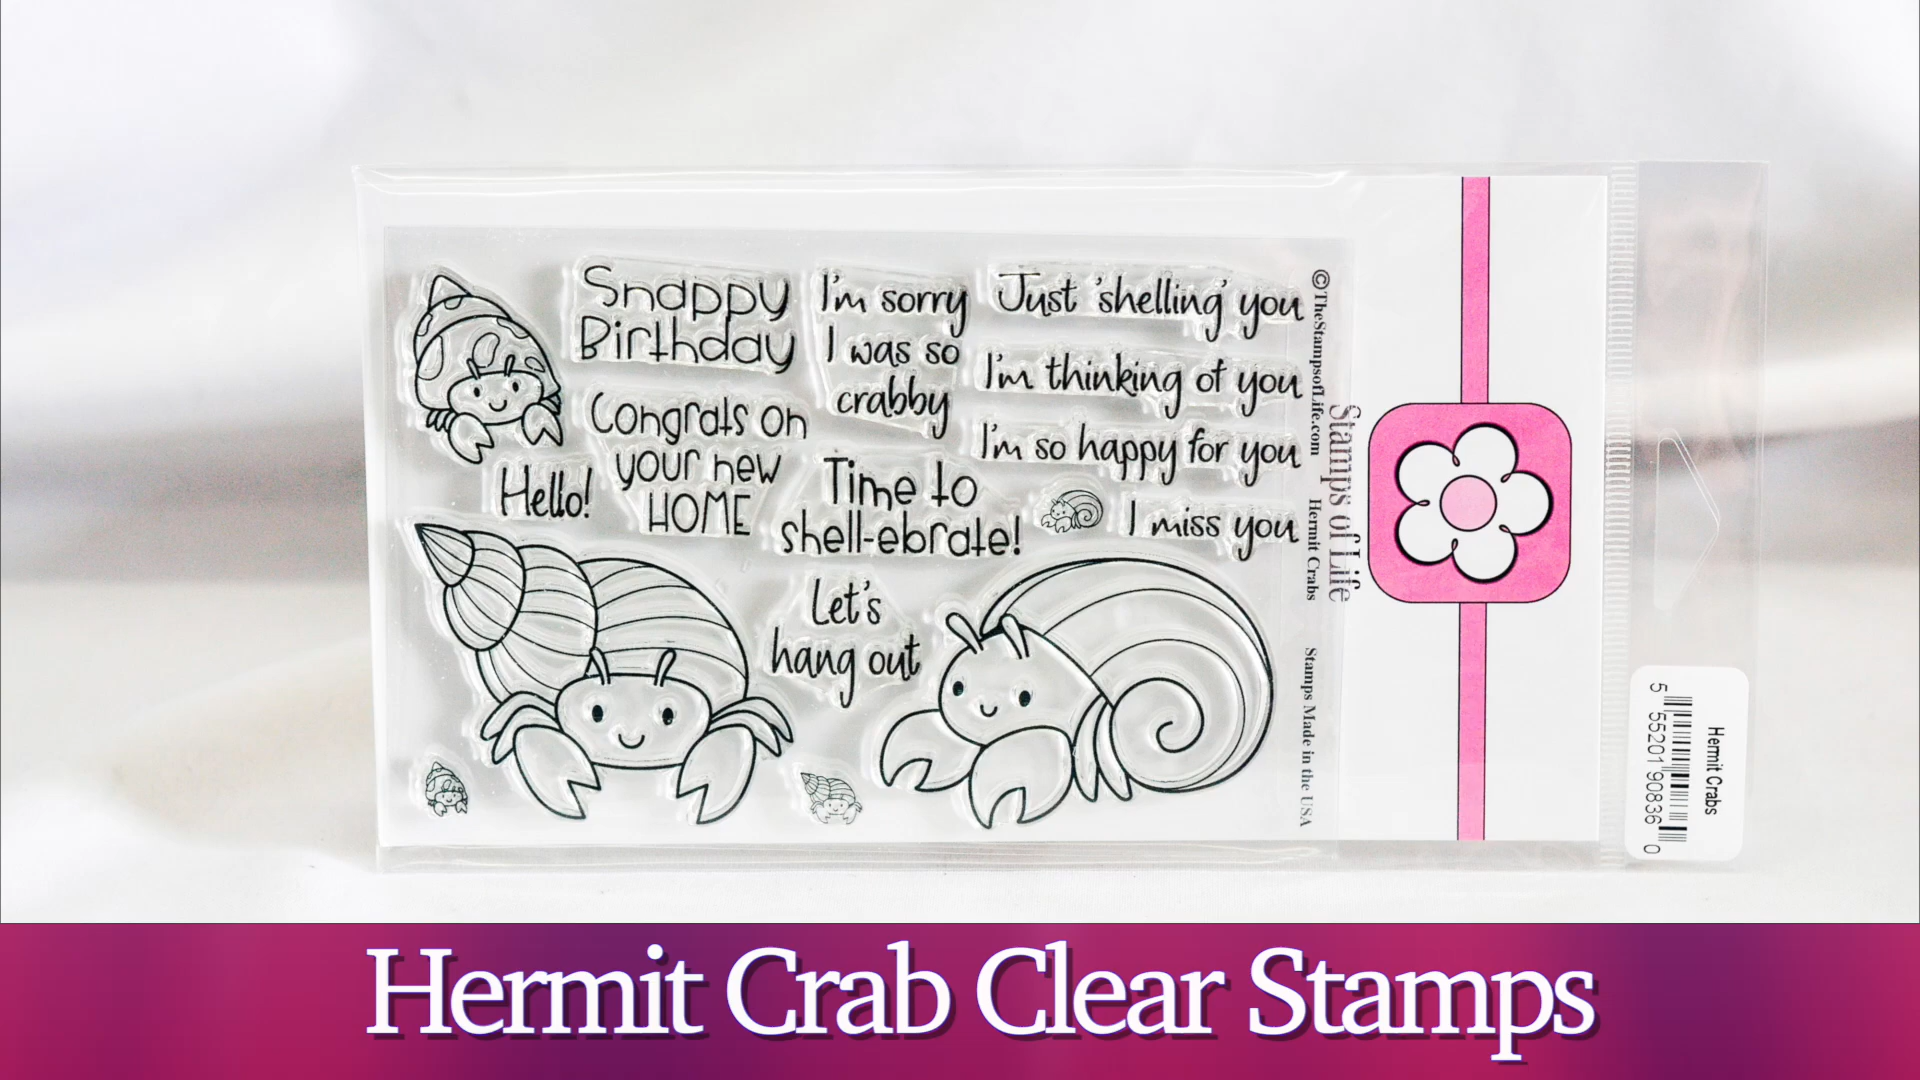 Snappy
Birthday
I'm sorry
I was so
crabby
Just 'shelling' you
I'm thinking of you
I'm so happy for you
I miss you
Congrats on
your new
HOME
Hello!
Time to
shell-ebrate!
Let's
hang out
©TheStampsofLife.com Hermit Crabs Stamps Made in the USA
Stamps of Life
Hermit Crabs
5 55201 90836 0
Hermit Crab Clear Stamps